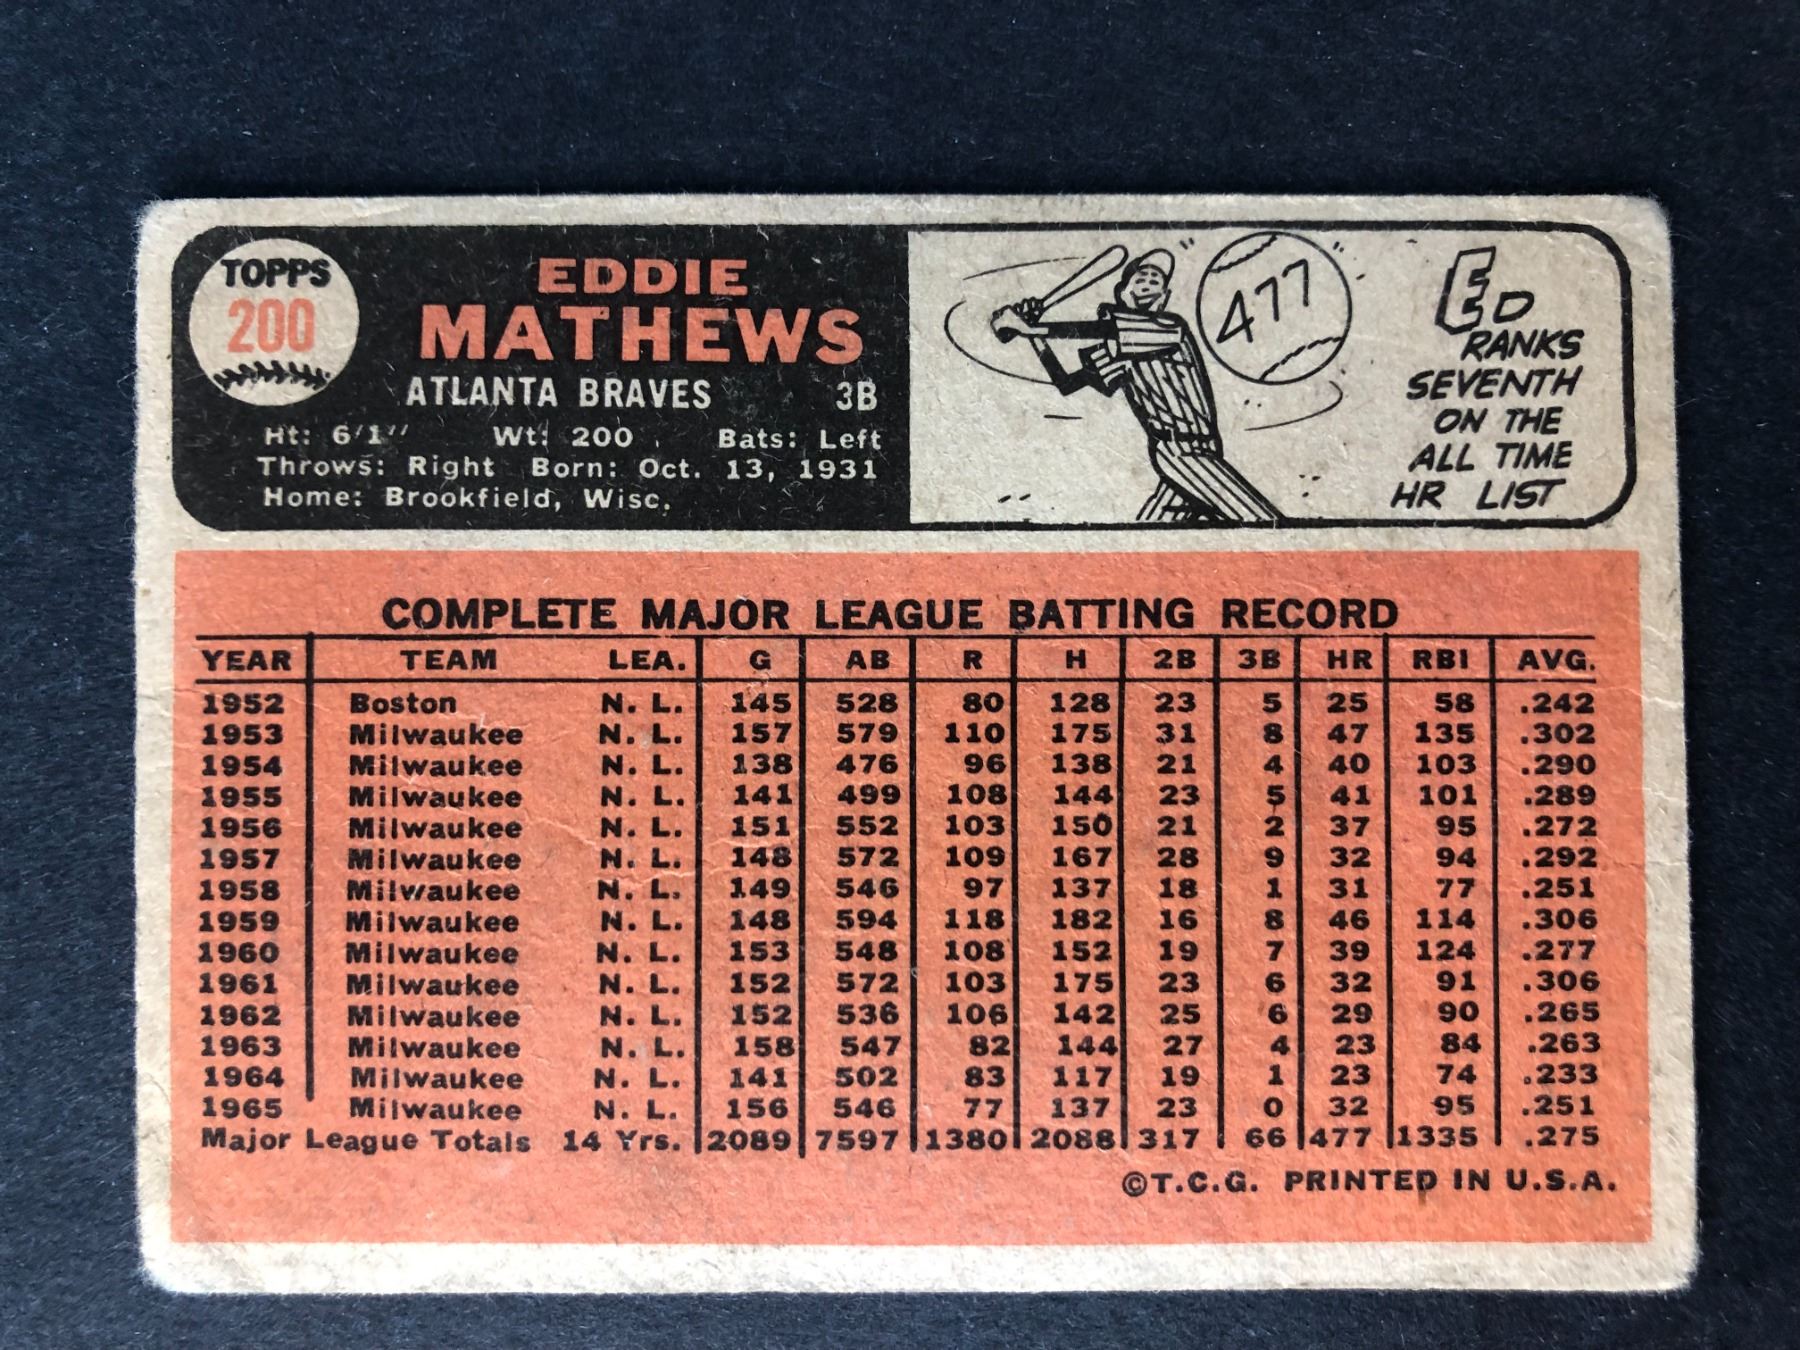 TOPPS
200
EDDIE
MATHEWS
ATLANTA BRAVES 3B
Ht: 6'1" Wt: 200 Bats: Left
Throws: Right Born: Oct. 13, 1931
Home: Brookfield, Wisc.
477
ED
RANKS
SEVENTH
ON THE
ALL TIME
HR LIST
COMPLETE MAJOR LEAGUE BATTING RECORD
YEAR TEAM LEA. G AB R H 2B 3B HR RBI AVG.
1952 Boston N. L. 145 528 80 128 23 5 25 58 .242
1953 Milwaukee N. L. 157 579 110 175 31 8 47 135 .302
1954 Milwaukee N. L. 138 476 96 138 21 4 40 103 .290
1955 Milwaukee N. L. 141 499 108 144 23 5 41 101 .289
1956 Milwaukee N. L. 151 552 103 150 21 2 37 95 .272
1957 Milwaukee N. L. 148 572 109 167 28 9 32 94 .292
1958 Milwaukee N. L. 149 546 97 137 18 1 31 77 .251
1959 Milwaukee N. L. 148 594 118 182 16 8 46 114 .306
1960 Milwaukee N. L. 153 548 108 152 19 7 39 124 .277
1961 Milwaukee N. L. 152 572 103 175 23 6 32 91 .306
1962 Milwaukee N. L. 152 536 106 142 25 6 29 90 .265
1963 Milwaukee N. L. 158 547 82 144 27 4 23 84 .263
1964 Milwaukee N. L. 141 502 83 117 19 1 23 74 .233
1965 Milwaukee N. L. 156 546 77 137 23 0 32 95 .251
Major League Totals 14 Yrs. 2089 7597 1380 2088 317 66 477 1335 .275
©T.C.G. PRINTED IN U.S.A.